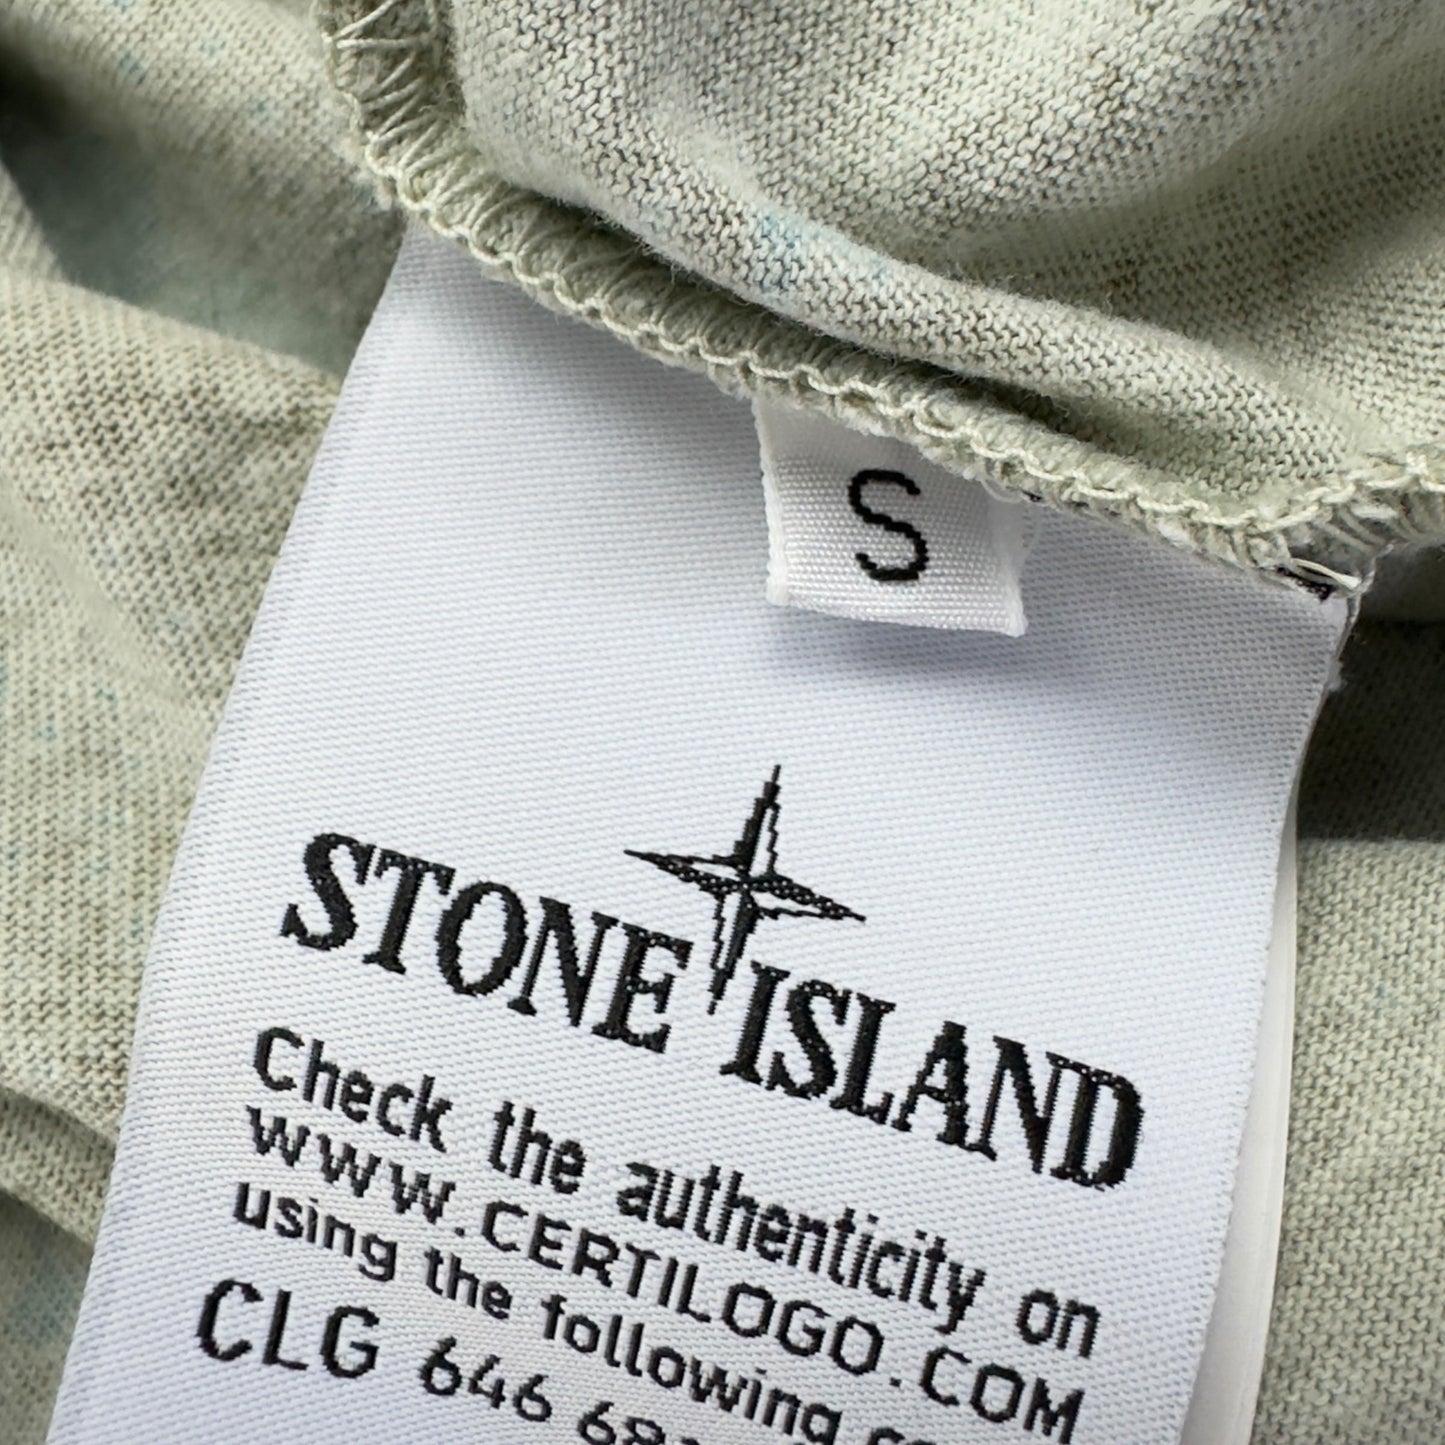 S
STONE ISLAND
Check the authenticity on
WWW.CERTILOGO.COM
using the following
CLG 646